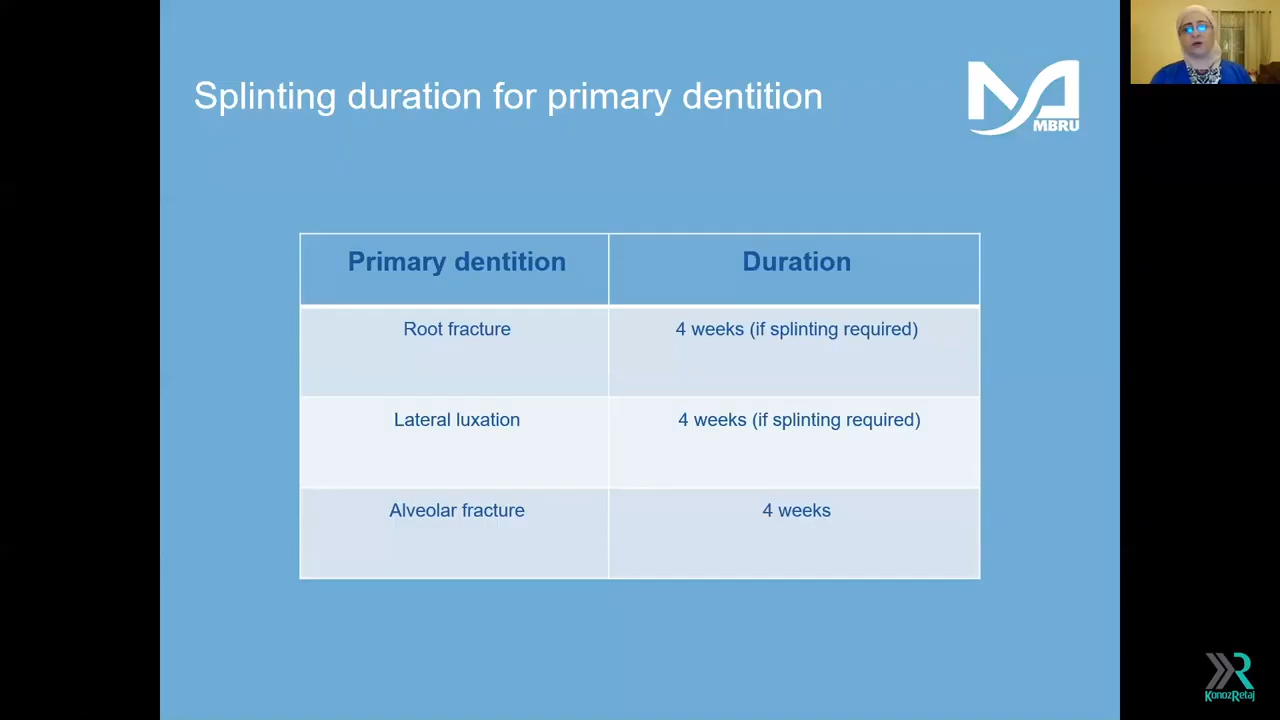 Splinting duration for primary dentition
MBRU
Primary dentition
Duration
Root fracture
4 weeks (if splinting required)
Lateral luxation
4 weeks (if splinting required)
Alveolar fracture
4 weeks
KonozRetaj